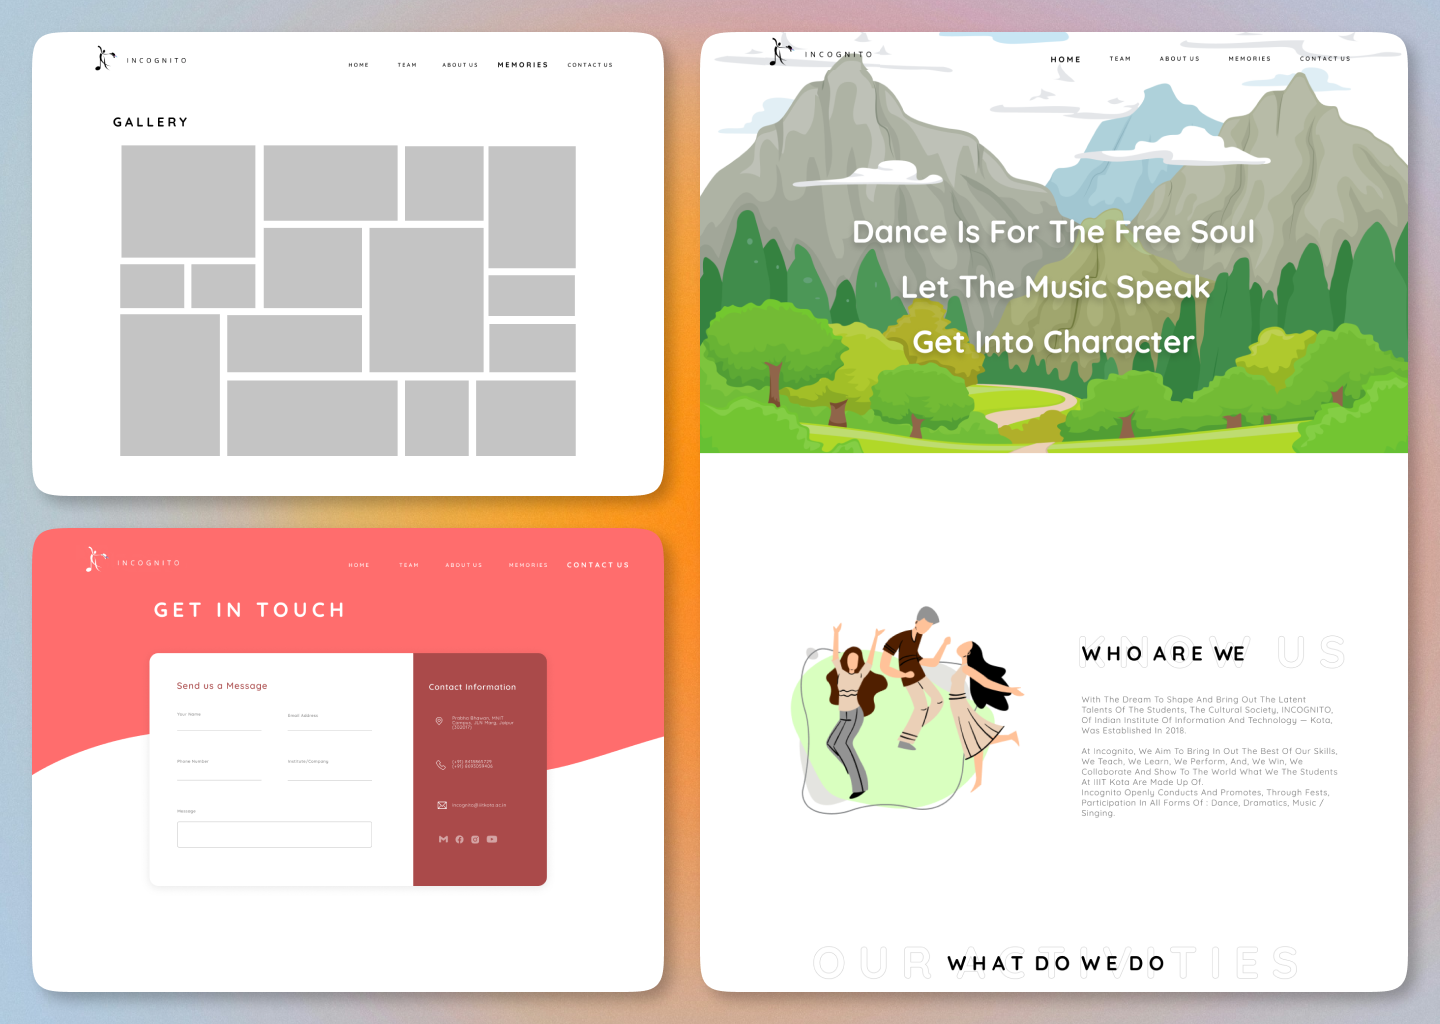 INCOGNITO
HOME TEAM ABOUT US MEMORIES CONTACT US
GALLERY
INCOGNITO
HOME TEAM ABOUT US MEMORIES CONTACT US
GET IN TOUCH
Send us a Message
Your Name
Email Address
Phone Number
Institute/Company
Message
Contact Information
Prabha Bhawan, MNIT
Campus, JLN Marg, Jaipur
incognito@iiitkota.ac.in
INCOGNITO
HOME TEAM ABOUT US MEMORIES CONTACT US
Dance Is For The Free Soul
Let The Music Speak
Get Into Character
KNOW US
WHO ARE WE
With The Dream To Shape And Bring Out The Latent
Talents Of The Students, The Cultural Society, INCOGNITO,
Of Indian Institute Of Information And Technology — Kota,
Was Established In 2018.
At Incognito, We Aim To Bring In Out The Best Of Our Skills,
We Teach, We Learn, We Perform, And, We Win, We
Collaborate And Show To The World What We The Students
At IIIT Kota Are Made Up Of.
Incognito Openly Conducts And Promotes, Through Fests,
Participation In All Forms Of : Dance, Dramatics, Music /
Singing.
OUR ACTIVITIES
WHAT DO WE DO